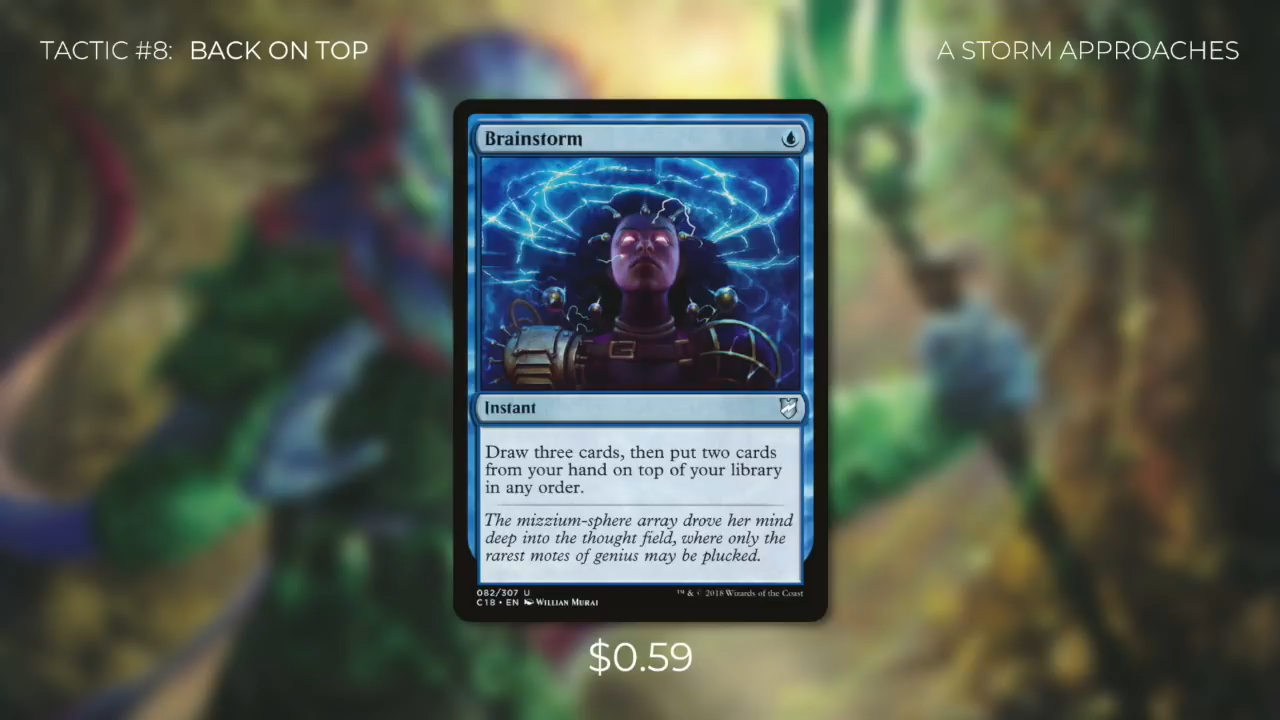 TACTIC #8: BACK ON TOP
A STORM APPROACHES
Brainstorm
Instant
Draw three cards, then put two cards
from your hand on top of your library
in any order.
The mizzium-sphere array drove her mind
deep into the thought field, where only the
rarest motes of genius may be plucked.
082/307 U
C18 • EN Willian Murai
™ & © 2018 Wizards of the Coast
$0.59